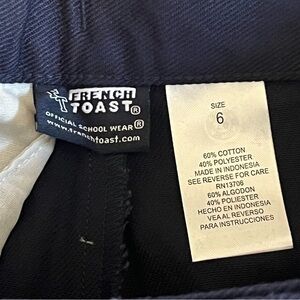 FRENCH
TOAST®
OFFICIAL SCHOOL WEAR®
www.frenchtoast.com
SIZE
6
60% COTTON
40% POLYESTER
MADE IN INDONESIA
SEE REVERSE FOR CARE
RN13706
60% ALGODON
40% POLIESTER
HECHO EN INDONESIA
VEA AL REVERSO
PARA INSTRUCCIONES